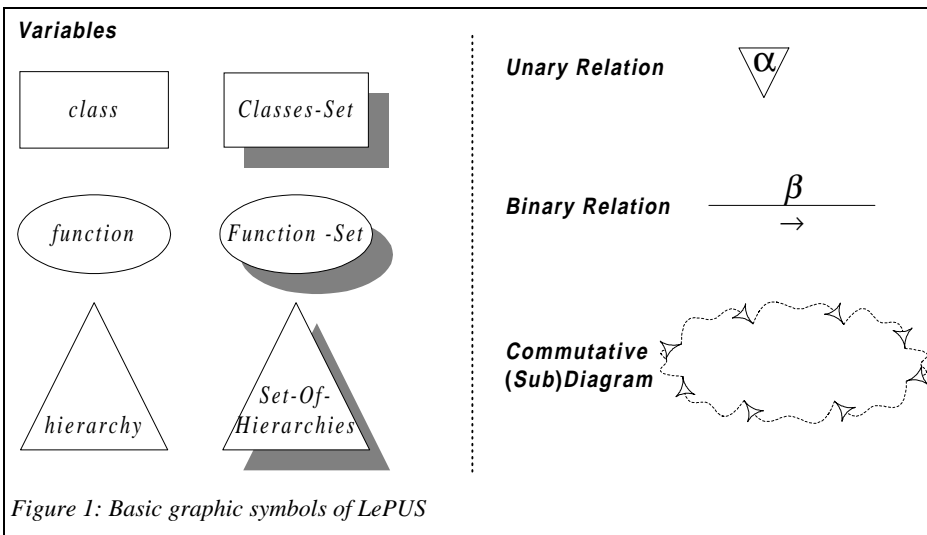 Variables
class
Classes-Set
function
Function -Set
hierarchy
Set-Of-
Hierarchies
Unary Relation
α
Binary Relation
β
→
Commutative
(Sub)Diagram
Figure 1: Basic graphic symbols of LePUS